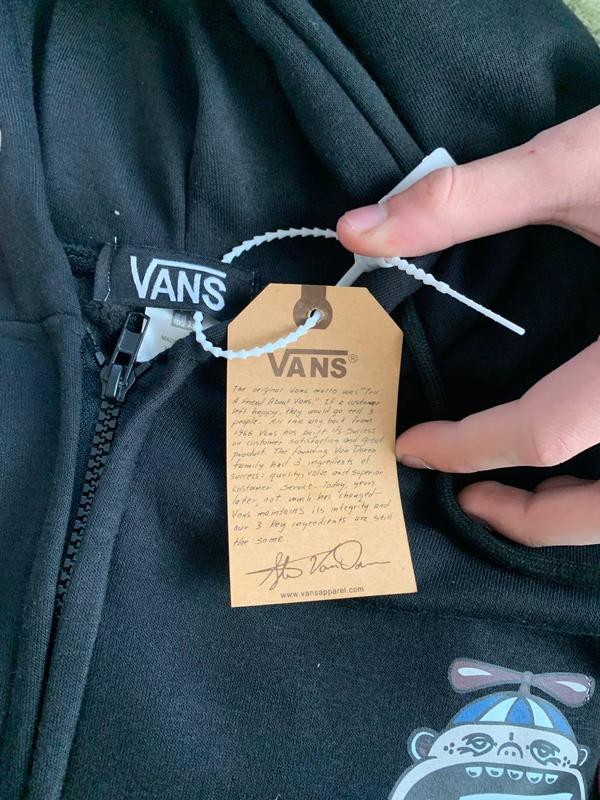 VANS
VANS®
The original Vans motto was "Tell
A Friend About Vans." If a customer
left happy, they would go tell 3
people. All the way back from
1966 Vans has built its success
on customer satisfaction and great
product. The founding Van Doren
family had 3 ingredients of
success: quality, value and superior
customer service. Today, years
later, not much has changed-
Vans maintains its integrity and
our 3 key ingredients are still
the same.
Steve Van Doren
www.vansapparel.com